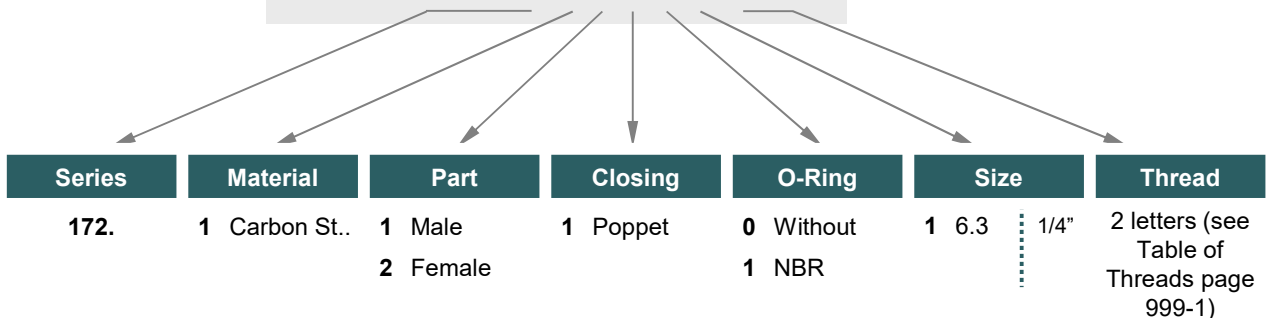 Series Material Part Closing O-Ring Size Thread
172. 1 Carbon St.. 1 Male 1 Poppet 0 Without 1 6.3 1/4” 2 letters (see
Table of
2 Female 1 NBR
Threads page
999-1)